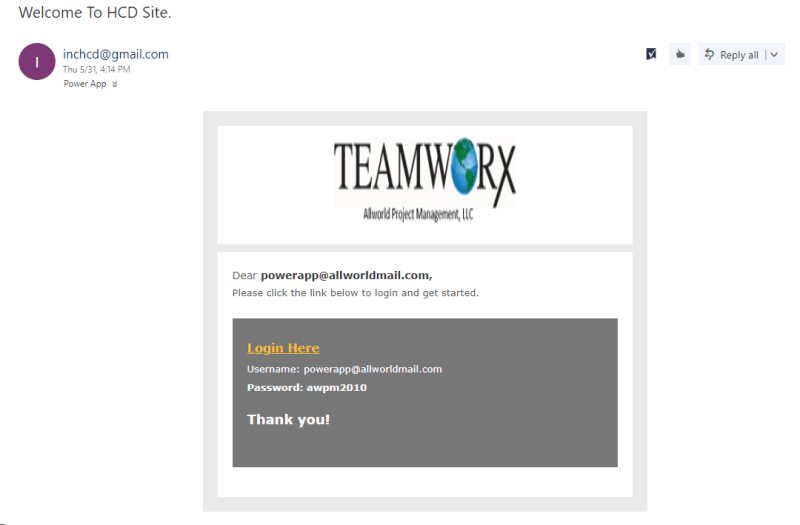 Welcome To HCD Site.
I
inchcd@gmail.com
Thu 5/31, 4:14 PM
Power App
Reply all
TEAMWORX
Allworld Project Management, LLC
Dear powerapp@allworldmail.com,
Please click the link below to login and get started.
Login Here
Username: powerapp@allworldmail.com
Password: awpm2010
Thank you!